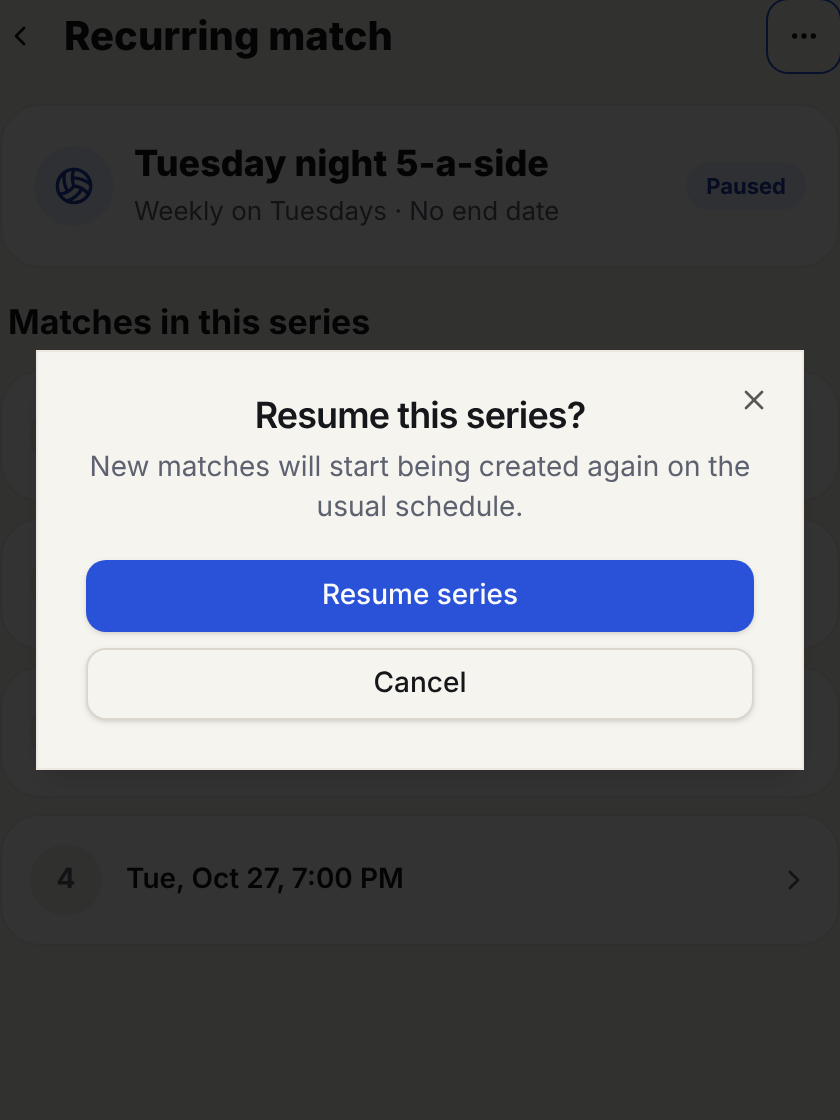 Recurring match
Tuesday night 5-a-side
Weekly on Tuesdays · No end date
Paused
Matches in this series
Resume this series?
New matches will start being created again on the
usual schedule.
Resume series
Cancel
4
Tue, Oct 27, 7:00 PM